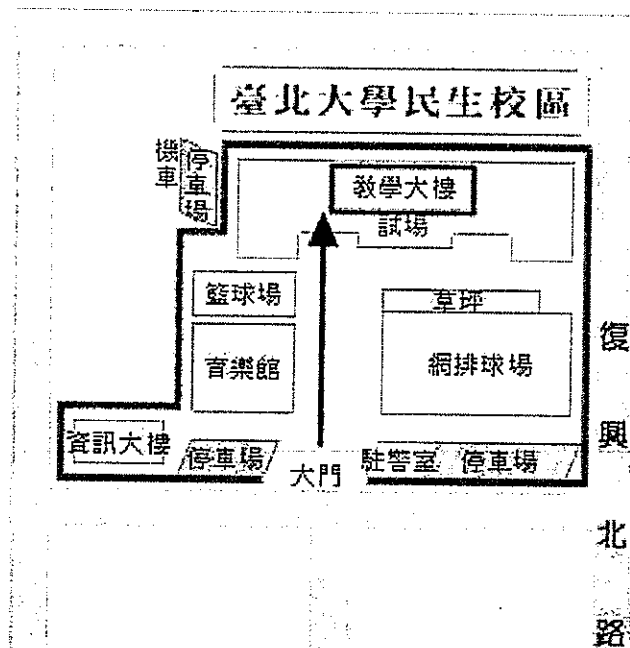 臺北大學民生校區
機車
停車場
教學大樓
試場
籃球場
草坪
育樂館
網排球場
資訊大樓
停車場
大門
駐警室
停車場
復興北路